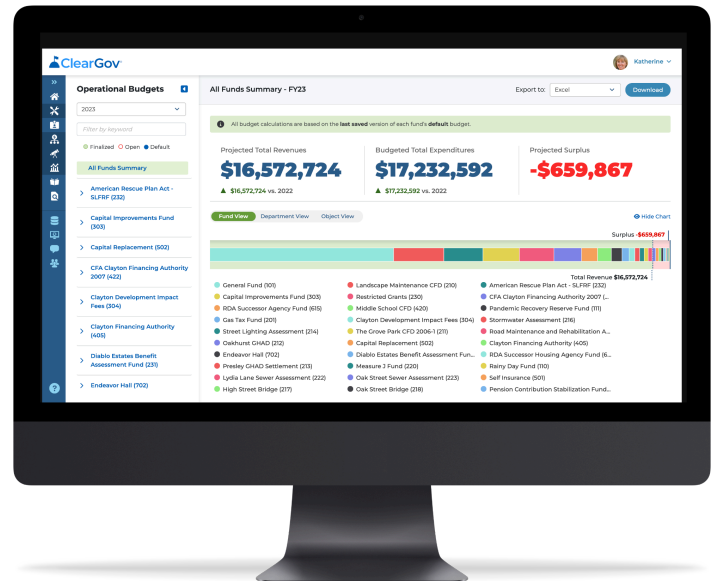 ClearGov
Katherine
Operational Budgets
2023
Filter by keyword
Finalized Open Default
All Funds Summary
American Rescue Plan Act -
SLFRF (232)
Capital Improvements Fund
(303)
Capital Replacement (502)
CFA Clayton Financing Authority
2007 (422)
Clayton Development Impact
Fees (304)
Clayton Financing Authority
(405)
Diablo Estates Benefit
Assessment Fund (231)
Endeavor Hall (702)
All Funds Summary - FY23
Export to: Excel Download
All budget calculations are based on the last saved version of each fund's default budget.
Projected Total Revenues
$16,572,724
▲ $16,572,724 vs. 2022
Budgeted Total Expenditures
$17,232,592
▲ $17,232,592 vs. 2022
Projected Surplus
-$659,867
Fund View Department View Object View
Hide Chart
Surplus -$659,867
Total Revenue $16,572,724
General Fund (101) Landscape Maintenance CFD (210) American Rescue Plan Act - SLFRF (232)
Capital Improvements Fund (303) Restricted Grants (230) CFA Clayton Financing Authority 2007 (...
RDA Successor Agency Fund (615) Middle School CFD (420) Pandemic Recovery Reserve Fund (111)
Gas Tax Fund (201) Clayton Development Impact Fees (304) Stormwater Assessment (216)
Street Lighting Assessment (214) The Grove Park CFD 2006-1 (211) Road Maintenance and Rehabilitation A...
Oakhurst GHAD (212) Capital Replacement (502) Clayton Financing Authority (405)
Endeavor Hall (702) Diablo Estates Benefit Assessment Fun... RDA Successor Housing Agency Fund (6...
Presley GHAD Settlement (213) Measure J Fund (220) Rainy Day Fund (110)
Lydia Lane Sewer Assessment (222) Oak Street Sewer Assessment (223) Self Insurance (501)
High Street Bridge (217) Oak Street Bridge (218) Pension Contribution Stabilization Fund...